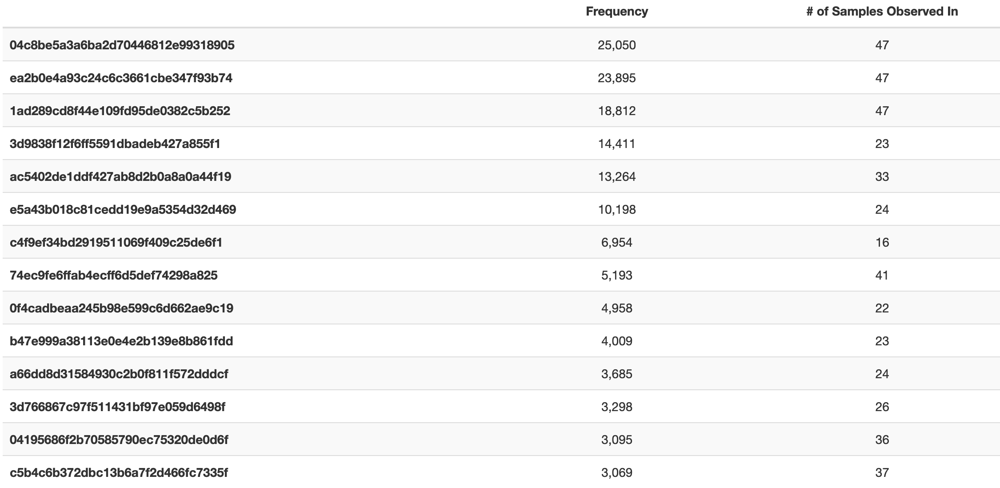 Frequency # of Samples Observed In
04c8be5a3a6ba2d70446812e99318905 25,050 47
ea2b0e4a93c24c6c3661cbe347f93b74 23,895 47
1ad289cd8f44e109fd95de0382c5b252 18,812 47
3d9838f12f6ff5591dbadeb427a855f1 14,411 23
ac5402de1ddf427ab8d2b0a8a0a44f19 13,264 33
e5a43b018c81cedd19e9a5354d32d469 10,198 24
c4f9ef34bd2919511069f409c25de6f1 6,954 16
74ec9fe6ffab4ecff6d5def74298a825 5,193 41
0f4cadbeaa245b98e599c6d662ae9c19 4,958 22
b47e999a38113e0e4e2b139e8b861fdd 4,009 23
a66dd8d31584930c2b0f811f572dddcf 3,685 24
3d766867c97f511431bf97e059d6498f 3,298 26
04195686f2b70585790ec75320de0d6f 3,095 36
c5b4c6b372dbc13b6a7f2d466fc7335f 3,069 37